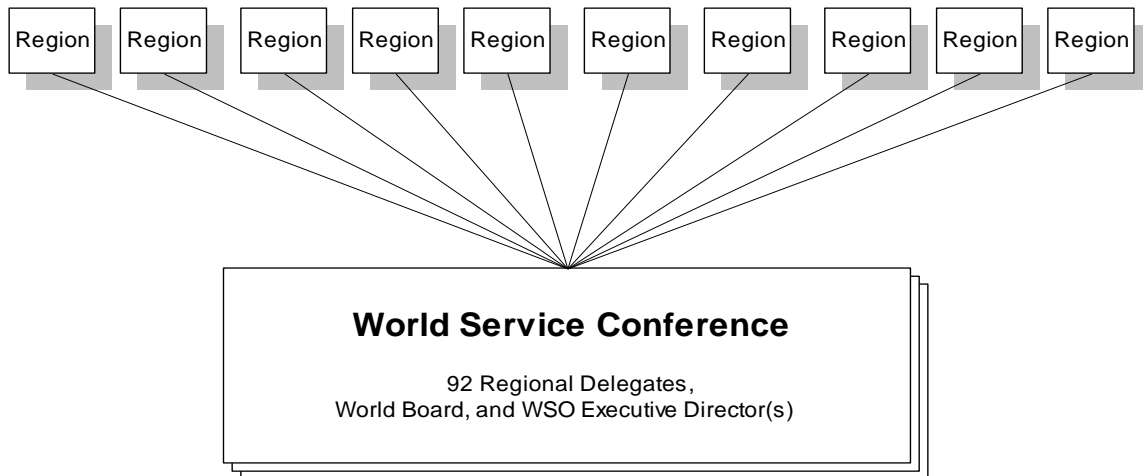 Region Region Region Region Region Region Region Region Region Region
World Service Conference
92 Regional Delegates,
World Board, and WSO Executive Director(s)